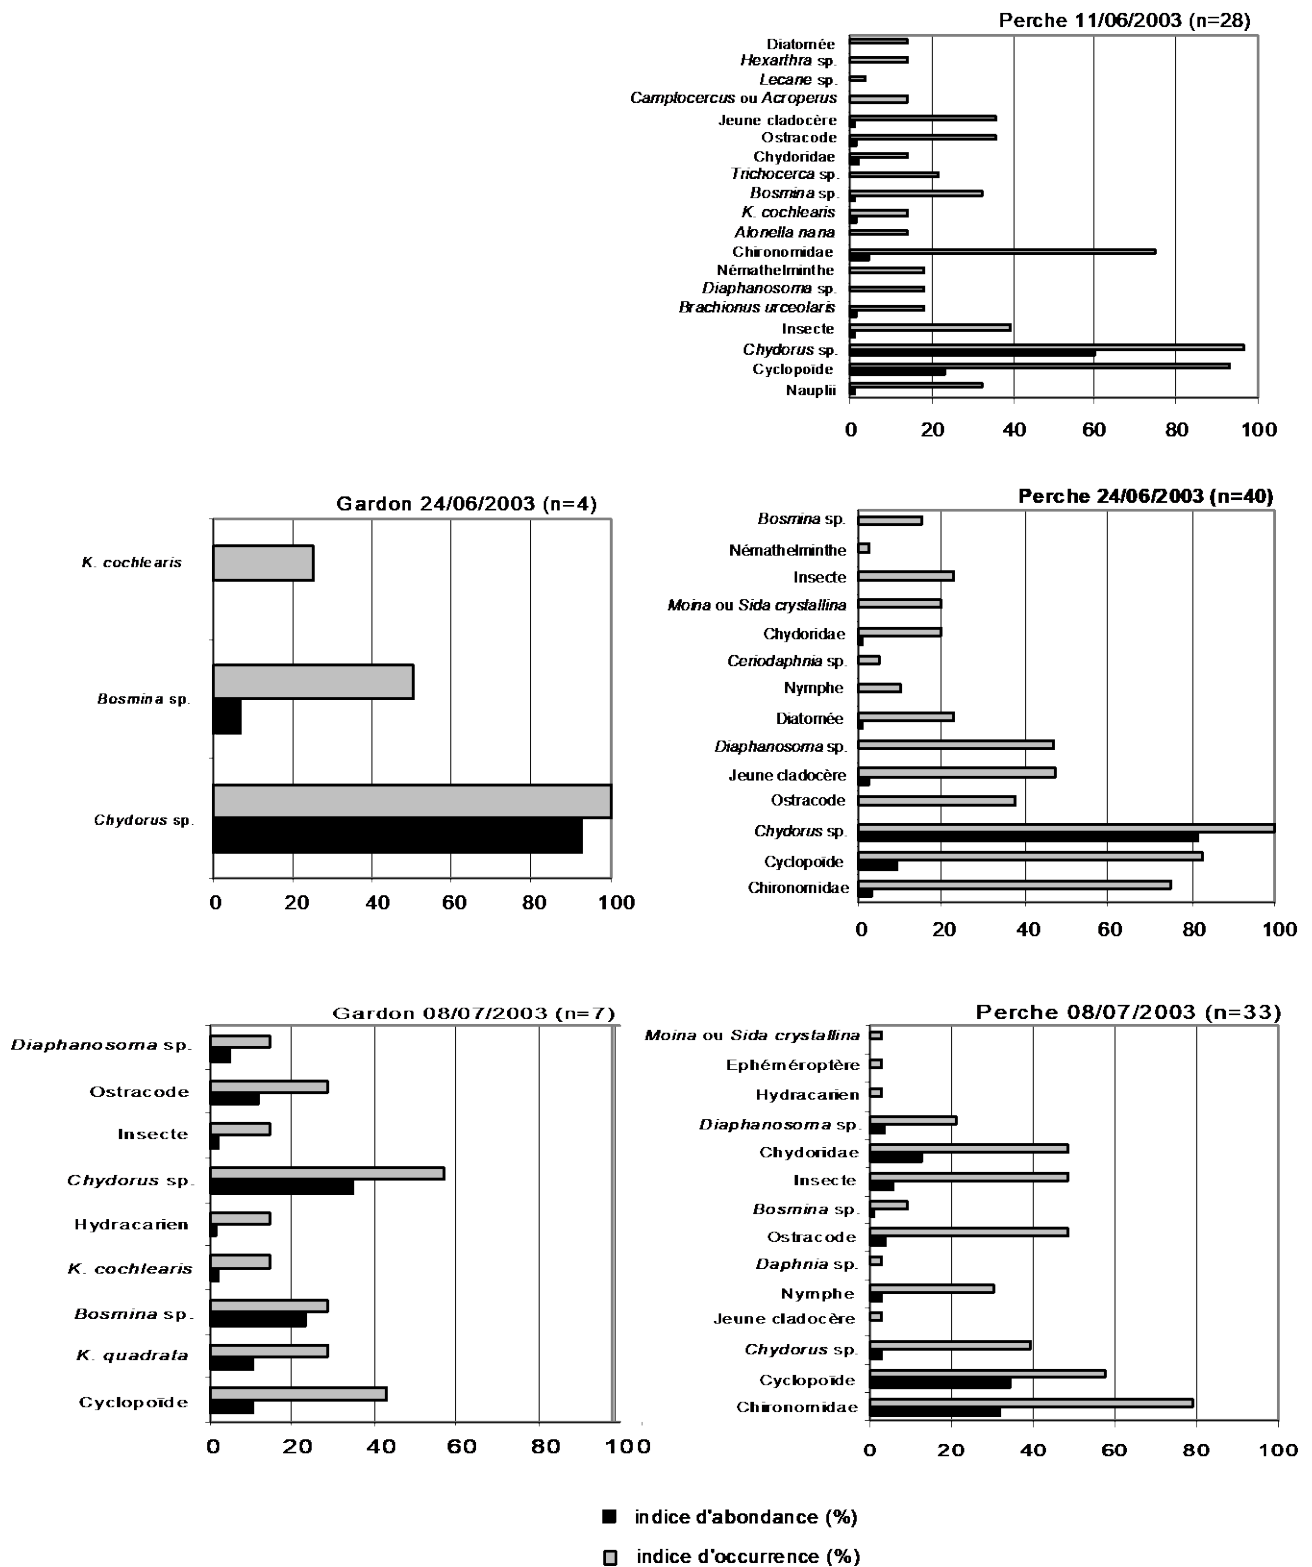 Perche 11/06/2003 (n=28)
Diatomée
Hexarthra sp.
Lecane sp.
Camplocercus ou Acroperus
Jeune cladocère
Ostracode
Chydoridae
Trichocerca sp.
Bosmina sp.
K. cochlearis
Alonella nana
Chironomidae
Némathelminthe
Diaphanosoma sp.
Brachionus urceolaris
Insecte
Chydorus sp.
Cyclopoïde
Nauplii
0 20 40 60 80 100
Gardon 24/06/2003 (n=4)
K. cochlearis
Bosmina sp.
Chydorus sp.
0 20 40 60 80 100
Perche 24/06/2003 (n=40)
Bosmina sp.
Némathelminthe
Insecte
Moina ou Sida crystallina
Chydoridae
Ceriodaphnia sp.
Nymphe
Diatomée
Diaphanosoma sp.
Jeune cladocère
Ostracode
Chydorus sp.
Cyclopoïde
Chironomidae
0 20 40 60 80 100
Gardon 08/07/2003 (n=7)
Diaphanosoma sp.
Ostracode
Insecte
Chydorus sp.
Hydracarien
K. cochlearis
Bosmina sp.
K. quadrala
Cyclopoïde
0 20 40 60 80 100
Perche 08/07/2003 (n=33)
Moina ou Sida crystallina
Ephéméroptère
Hydracarien
Diaphanosoma sp.
Chydoridae
Insecte
Bosmina sp.
Ostracode
Daphnia sp.
Nymphe
Jeune cladocère
Chydorus sp.
Cyclopoïde
Chironomidae
0 20 40 60 80 100
indice d'abondance (%)
indice d'occurrence (%)